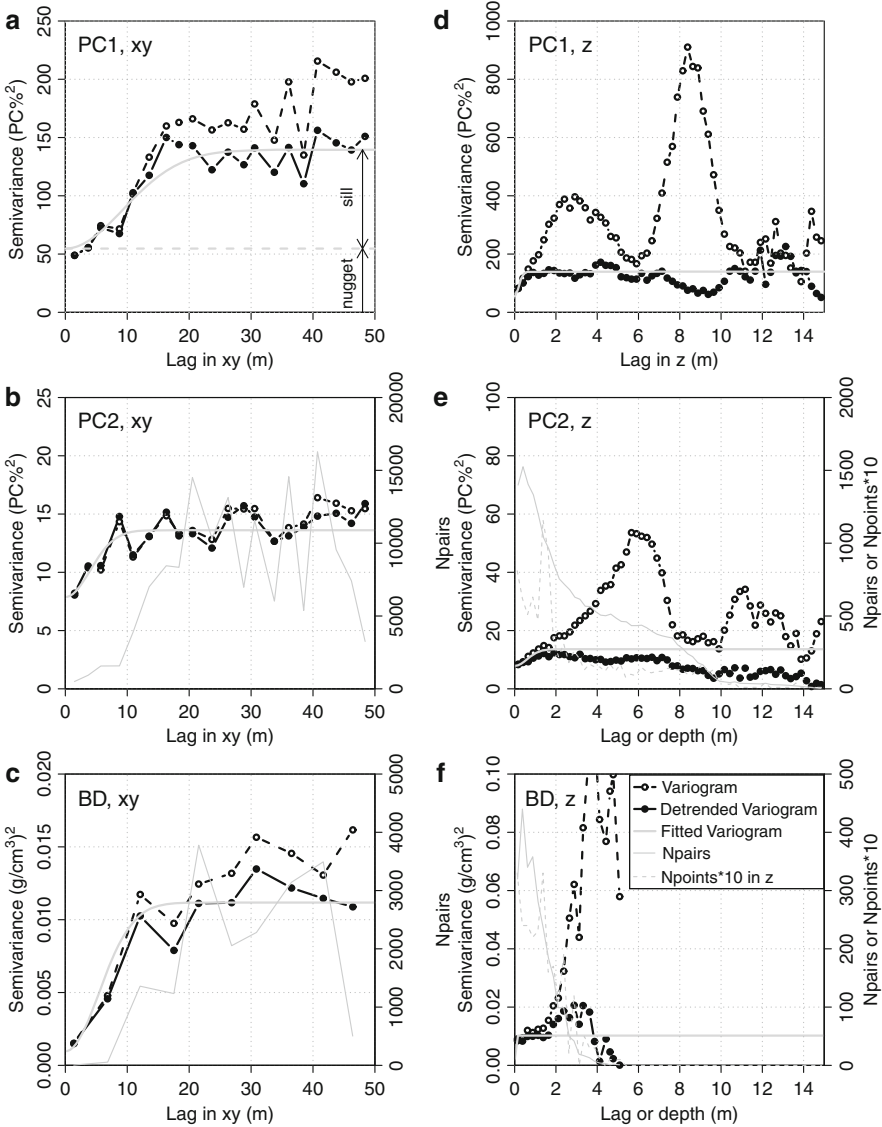 a
PC1, xy
Semivariance (PC%²)
0 50 100 150 200 250
sill
nugget
0 10 20 30 40 50
Lag in xy (m)
d
PC1, z
Semivariance (PC%²)
0 200 400 600 800 1000
0 2 4 6 8 10 12 14
Lag in z (m)
b
PC2, xy
Semivariance (PC%²)
0 5 10 15 20 25
0 5000 10000 15000 20000
Npairs
0 10 20 30 40 50
Lag in xy (m)
e
PC2, z
Semivariance (PC%²)
0 20 40 60 80 100
0 500 1000 1500 2000
Npairs or Npoints*10
0 2 4 6 8 10 12 14
Lag or depth (m)
c
BD, xy
Semivariance (g/cm³)²
0.000 0.005 0.010 0.015 0.020
0 1000 2000 3000 4000 5000
Npairs
0 10 20 30 40 50
Lag in xy (m)
f
BD, z
Semivariance (g/cm³)²
0.00 0.02 0.04 0.06 0.08 0.10
0 100 200 300 400 500
Npairs or Npoints*10
Variogram
Detrended Variogram
Fitted Variogram
Npairs
Npoints*10 in z
0 2 4 6 8 10 12 14
Lag or depth (m)